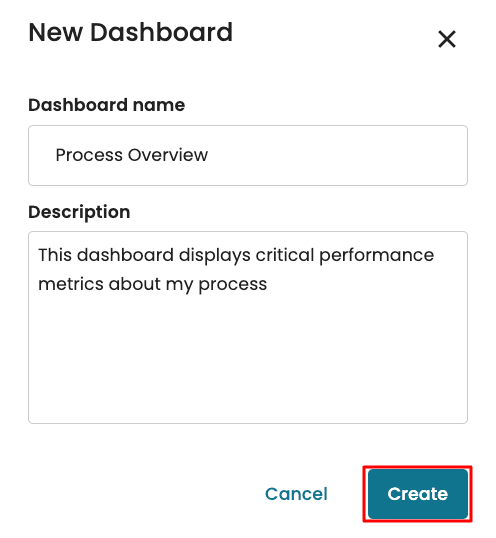 New Dashboard
Dashboard name
Process Overview
Description
This dashboard displays critical performance
metrics about my process
Cancel
Create